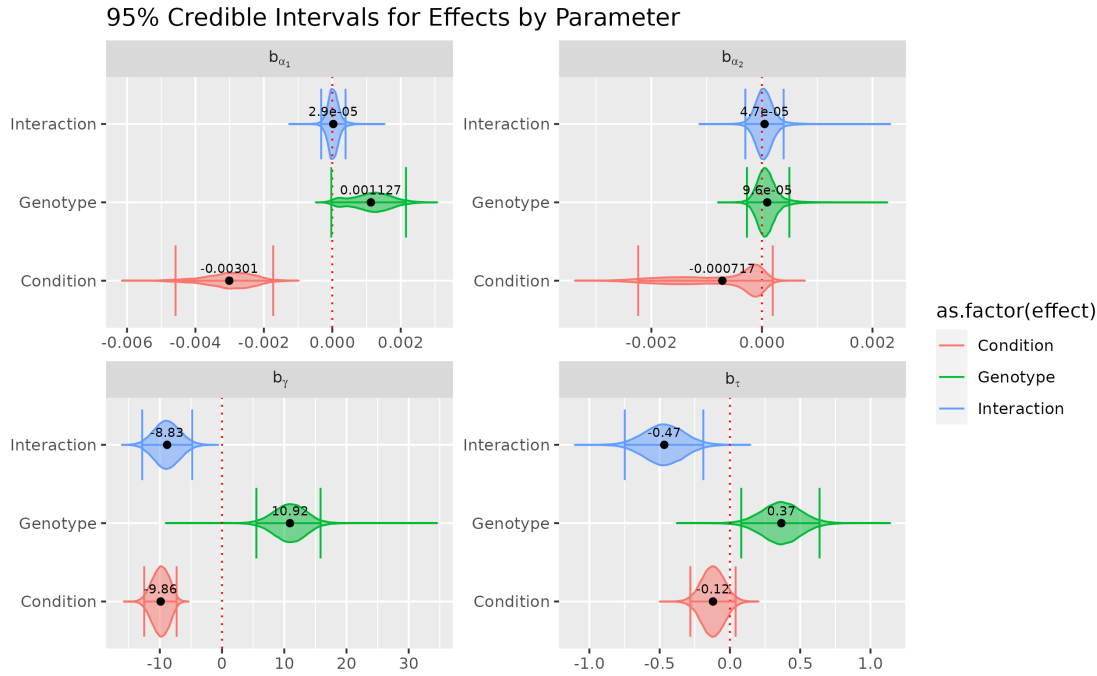 95% Credible Intervals for Effects by Parameter
bα1 bα2
Interaction 2.9e-05 Interaction 4.7e-05
Genotype 0.001127 Genotype 9.6e-05
Condition -0.00301 Condition -0.000717
-0.006 -0.004 -0.002 0.000 0.002 -0.002 0.000 0.002
bγ bτ
Interaction -8.83 Interaction -0.47
Genotype 10.92 Genotype 0.37
Condition -9.86 Condition -0.12
-10 0 10 20 30 -1.0 -0.5 0.0 0.5 1.0
as.factor(effect)
Condition
Genotype
Interaction